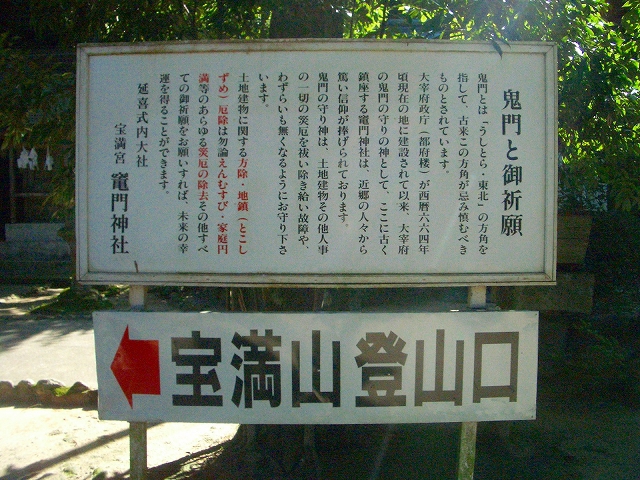 鬼門と御祈願
鬼門とは『うしとら・東北』の方角を
指して、古来この方角が忌み慎むべき
ものとされています。
大宰府政庁（都府楼）が西暦六六四年
頃現在の地に建設されて以来、大宰府
の鬼門の守りの神として、ここに古く
鎮座する竈門神社は、近郷の人々から
篤い信仰が捧げられております。
鬼門の守り神は、土地建物その他人事
の一切の災厄を祓い除き給い故障や、
わずらいも無くなるようにお守り下さ
います。
土地建物に関する方除・地鎮（とこし
ずめ）厄除は勿論えんむすび・家庭円
満等のあらゆる災厄の除去その他すべ
ての御祈願をお願いすれば、未来の幸
運を得ることができます。
延喜式内大社
宝満宮 竈門神社
宝満山登山口